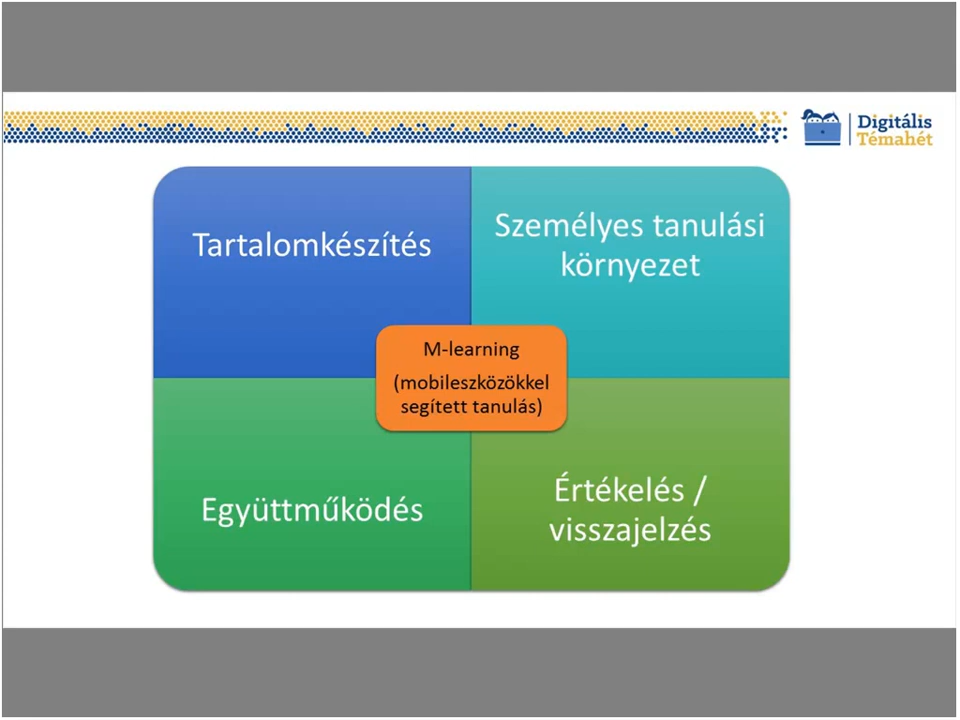 Digitális
Témahét
Tartalomkészítés
Személyes tanulási
környezet
M-learning
(mobileszközökkel
segített tanulás)
Együttműködés
Értékelés /
visszajelzés